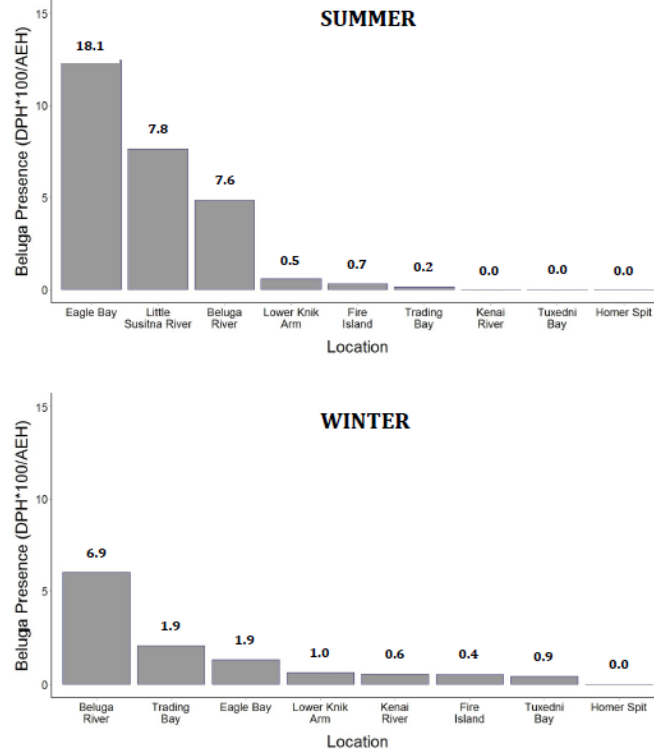 SUMMER
15
10
5
0
Beluga Presence (DPH*100/AEH)
18.1
7.8
7.6
0.5
0.7
0.2
0.0
0.0
0.0
Eagle Bay
Little
Susitna River
Beluga
River
Lower Knik
Arm
Fire
Island
Trading
Bay
Kenai
River
Tuxedni
Bay
Homer Spit
Location
WINTER
15
10
5
0
Beluga Presence (DPH*100/AEH)
6.9
1.9
1.9
1.0
0.6
0.4
0.9
0.0
Beluga
River
Trading
Bay
Eagle Bay
Lower Knik
Arm
Kenai
River
Fire
Island
Tuxedni
Bay
Homer Spit
Location